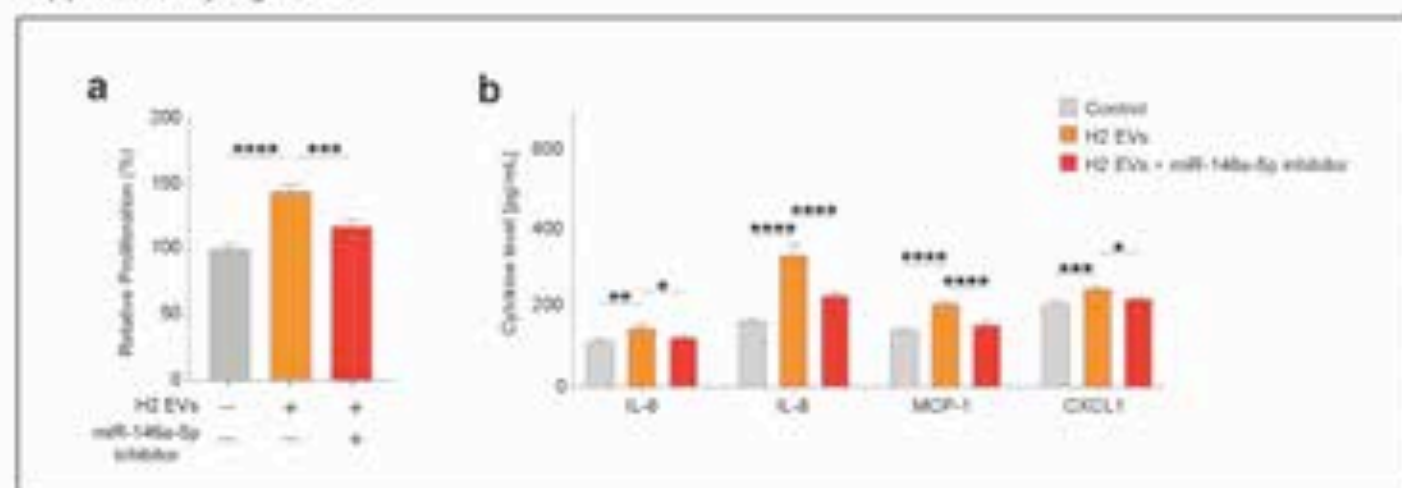 a
200
150
100
50
0
Relative Proliferation (%)
**** ***
H2 EVs − + +
miR-146a-5p − − +
inhibitor
b
Cytokine level [pg/mL]
600
400
200
0
** *
**** ****
**** ****
*** *
IL-6 IL-8 MCP-1 CXCL1
Control
H2 EVs
H2 EVs + miR-146a-5p inhibitor